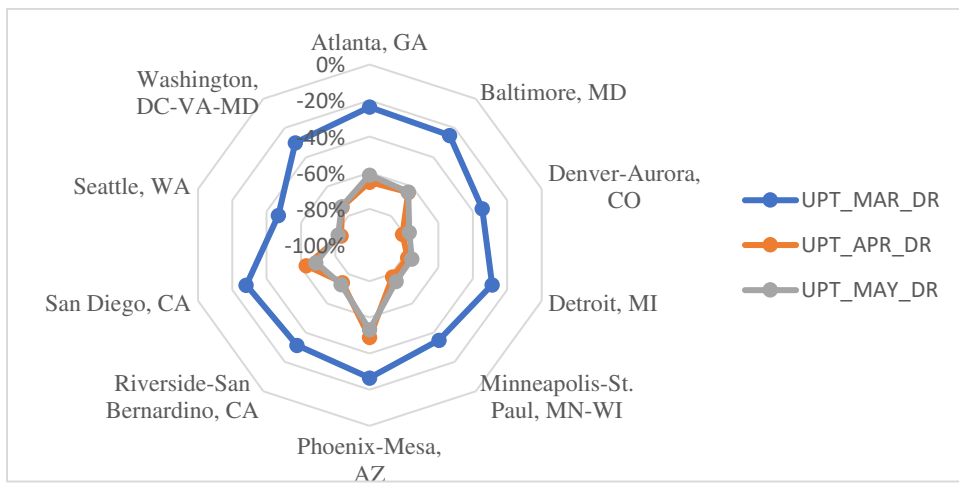 Atlanta, GA
Baltimore, MD
Denver-Aurora,
CO
Detroit, MI
Minneapolis-St.
Paul, MN-WI
Phoenix-Mesa,
AZ
Riverside-San
Bernardino, CA
San Diego, CA
Seattle, WA
Washington,
DC-VA-MD
0%
-20%
-40%
-60%
-80%
-100%
UPT_MAR_DR
UPT_APR_DR
UPT_MAY_DR